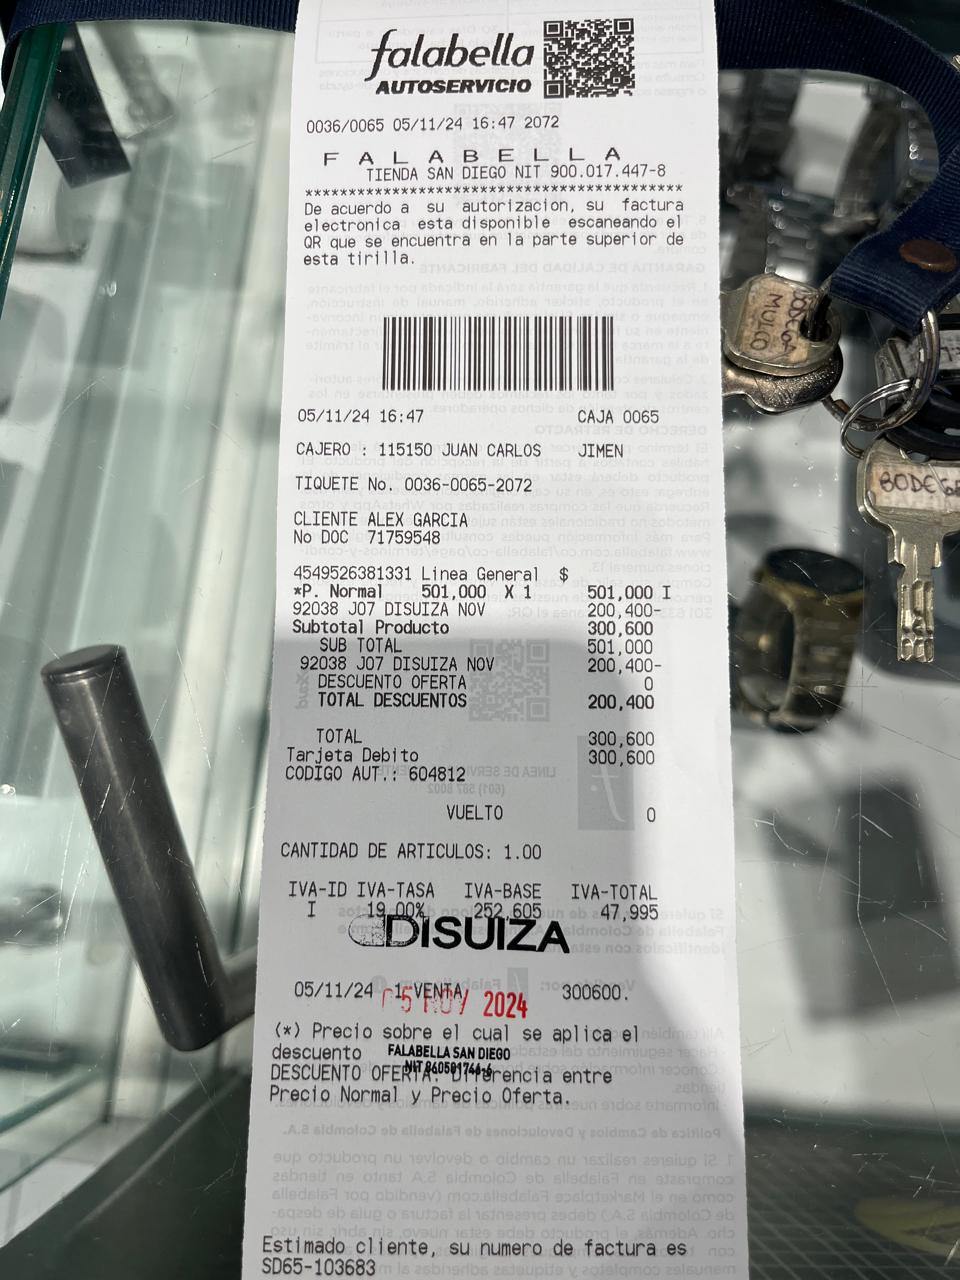 falabella
AUTOSERVICIO
0036/0065 05/11/24 16:47 2072
F A L A B E L L A
TIENDA SAN DIEGO NIT 900.017.447-8
******************************************
De acuerdo a su autorizacion, su factura
electronica esta disponible escaneando el
QR que se encuentra en la parte superior de
esta tirilla.
05/11/24 16:47 CAJA 0065
CAJERO : 115150 JUAN CARLOS JIMEN
TIQUETE No. 0036-0065-2072
CLIENTE ALEX GARCIA
No DOC 71759548
4549526381331 Linea General $
*P. Normal 501,000 X 1 501,000 I
92038 J07 DISUIZA NOV 200,400-
Subtotal Producto 300,600
SUB TOTAL 501,000
92038 J07 DISUIZA NOV 200,400-
DESCUENTO OFERTA 0
TOTAL DESCUENTOS 200,400
TOTAL 300,600
Tarjeta Debito 300,600
CODIGO AUT.: 604812
VUELTO 0
CANTIDAD DE ARTICULOS: 1.00
IVA-ID IVA-TASA IVA-BASE IVA-TOTAL
I 19,00% 252,605 47,995
DISUIZA
05/11/24 1 VENTA 300600.
05 NOV 2024
(*) Precio sobre el cual se aplica el
descuento
FALABELLA SAN DIEGO
NIT 860501744-6
DESCUENTO OFERTA: Diferencia entre
Precio Normal y Precio Oferta.
Estimado cliente, su numero de factura es
SD65-103683
BODEGA
MULCO
BODEGA